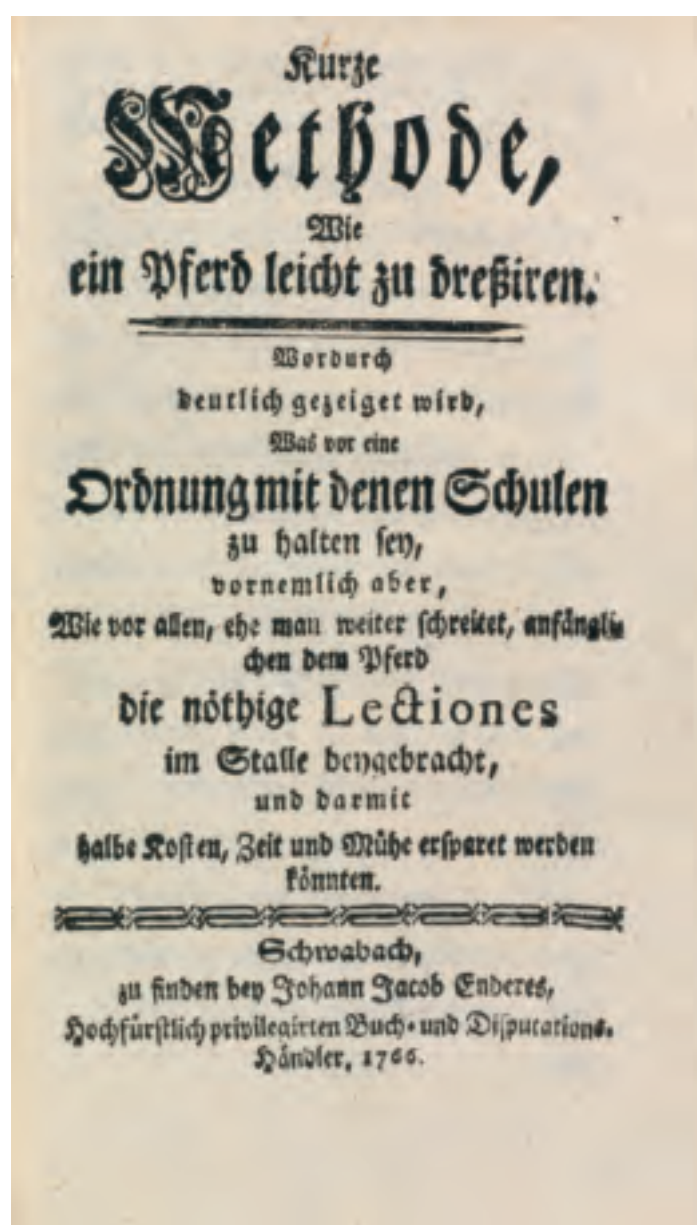 Kurze
Methode,
Wie
ein Pferd leicht zu dreßiren.
Wordurch
deutlich gezeiget wird,
Was vor eine
Ordnung mit denen Schulen
zu halten sey,
vornemlich aber,
Wie vor allen, ehe man weiter schreitet, anfängli-
chen dem Pferd
die nöthige Lectiones
im Stalle beygebracht,
und darmit
halbe Kosten, Zeit und Mühe ersparet werden
könnten.
Schwabach,
zu finden bey Johann Jacob Enderes,
Hochfürstlich privilegirten Buch- und Disputations-
Händler, 1766.